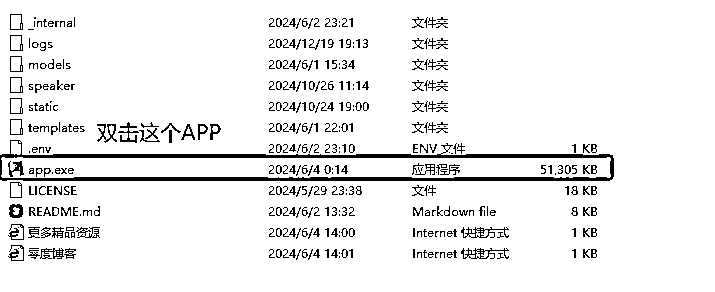 _internal 2024/6/2 23:21 文件夹
logs 2024/12/19 19:13 文件夹
models 2024/6/1 15:34 文件夹
speaker 2024/10/26 11:14 文件夹
static 2024/10/24 19:00 文件夹
templates 2024/6/1 22:01 文件夹
双击这个APP
.env 2024/6/2 23:10 ENV 文件 1 KB
app.exe 2024/6/4 0:14 应用程序 51,305 KB
LICENSE 2024/5/29 23:38 文件 18 KB
README.md 2024/6/2 13:32 Markdown file 8 KB
更多精品资源 2024/6/4 14:00 Internet 快捷方式 1 KB
零度博客 2024/6/4 14:01 Internet 快捷方式 1 KB